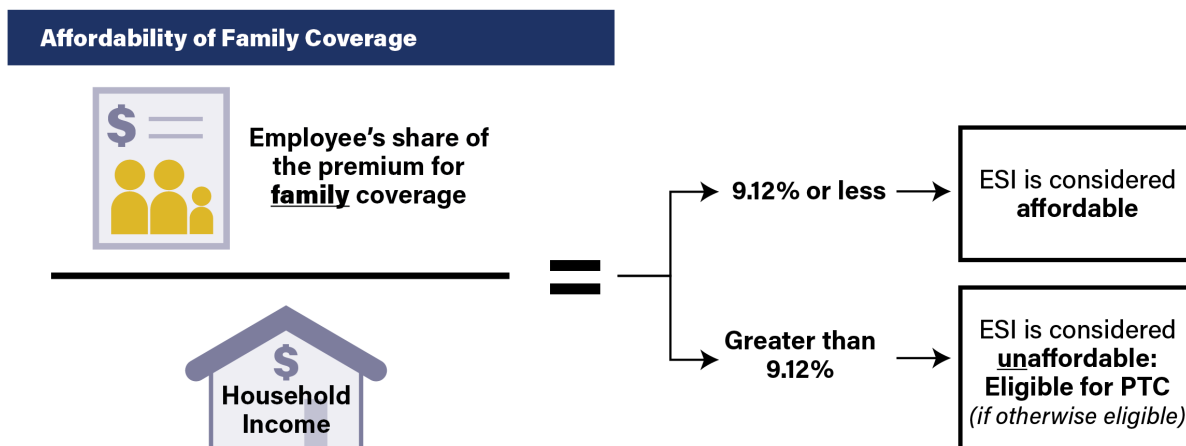 Affordability of Family Coverage
$
Employee's share of
the premium for
family coverage
$
Household
Income
=
9.12% or less
ESI is considered
affordable
Greater than
9.12%
ESI is considered
unaffordable:
Eligible for PTC
(if otherwise eligible)